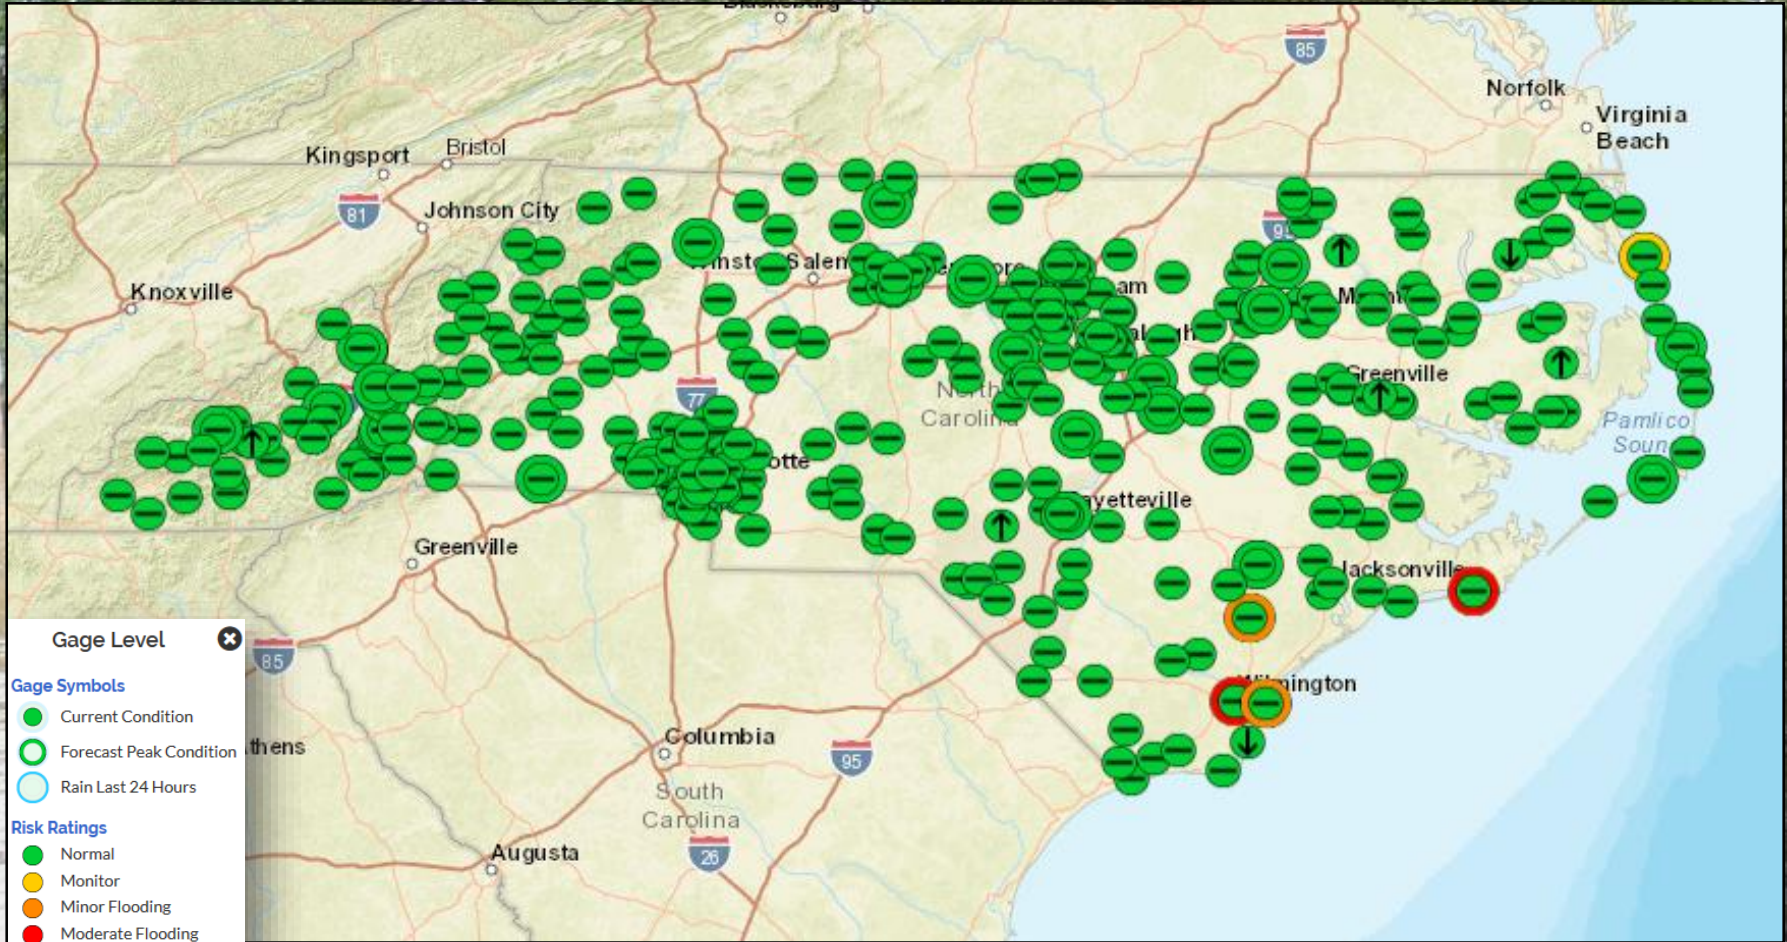 85
Norfolk
Virginia
Beach
Kingsport
Bristol
81
Johnson City
Knoxville
77
North
Carolina
Greenville
Pamlico
Greenville
Jacksonville
85
Columbia
95
South
Carolina
26
Augusta
Gage Level
Gage Symbols
Current Condition
Forecast Peak Condition
Rain Last 24 Hours
Risk Ratings
Normal
Monitor
Minor Flooding
Moderate Flooding